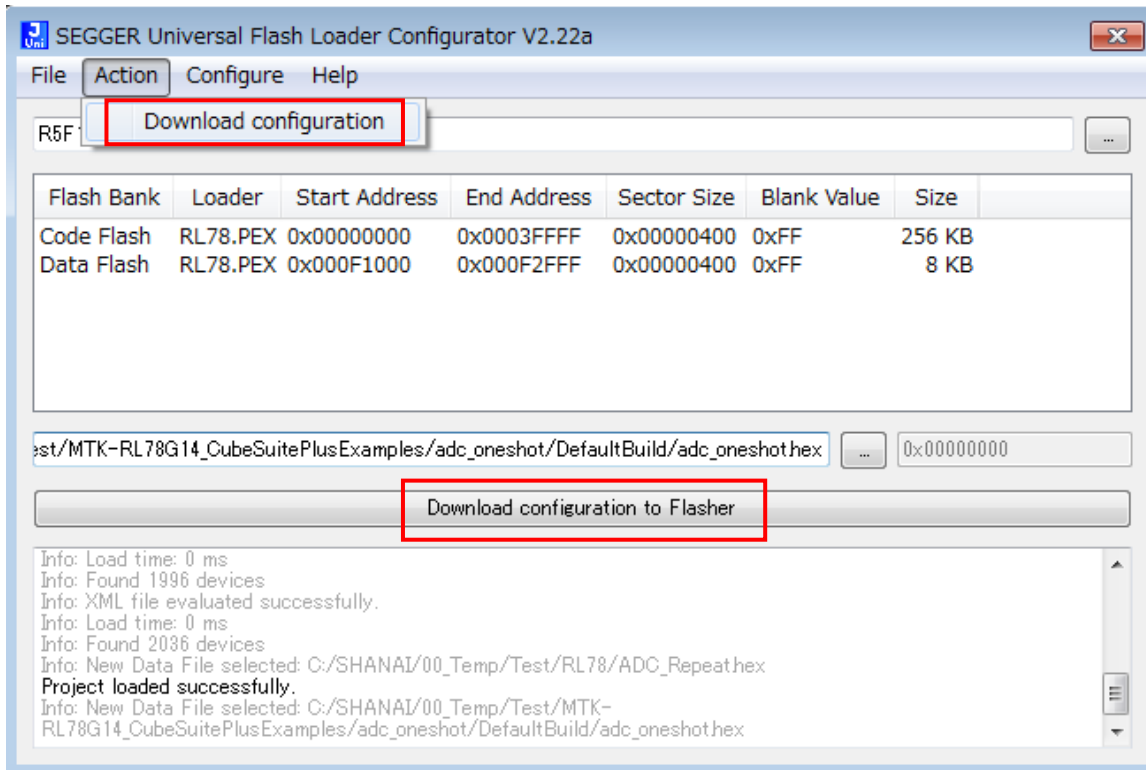 SEGGER Universal Flash Loader Configurator V2.22a
File Action Configure Help
Download configuration
...
Flash Bank Loader Start Address End Address Sector Size Blank Value Size
Code Flash RL78.PEX 0x00000000 0x0003FFFF 0x00000400 0xFF 256 KB
Data Flash RL78.PEX 0x000F1000 0x000F2FFF 0x00000400 0xFF 8 KB
est/MTK-RL78G14_CubeSuitePlusExamples/adc_oneshot/DefaultBuild/adc_oneshot.hex ... 0x00000000
Download configuration to Flasher
Info: Load time: 0 ms
Info: Found 1996 devices
Info: XML file evaluated successfully.
Info: Load time: 0 ms
Info: Found 2036 devices
Info: New Data File selected: C:/SHANAI/00_Temp/Test/RL78/ADC_Repeat.hex
Project loaded successfully.
Info: New Data File selected: C:/SHANAI/00_Temp/Test/MTK-
RL78G14_CubeSuitePlusExamples/adc_oneshot/DefaultBuild/adc_oneshot.hex